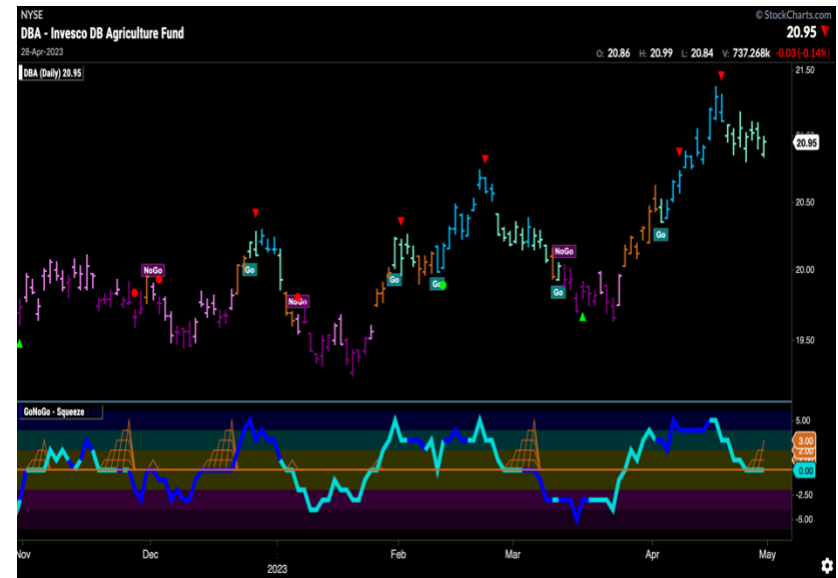 NYSE
© StockCharts.com
DBA - Invesco DB Agriculture Fund
20.95
28-Apr-2023
O: 20.86 H: 20.99 L: 20.84 V: 737.268k -0.03 (-0.14%)
DBA (Daily) 20.95
21.50
20.95
20.50
20.00
19.50
NoGo
Go
NoGo
Go
Go
NoGo
Go
Go
GoNoGo - Squeeze
5.00
3.00
2.00
0.00
-2.50
-5.00
Nov Dec Feb Mar Apr May
2023